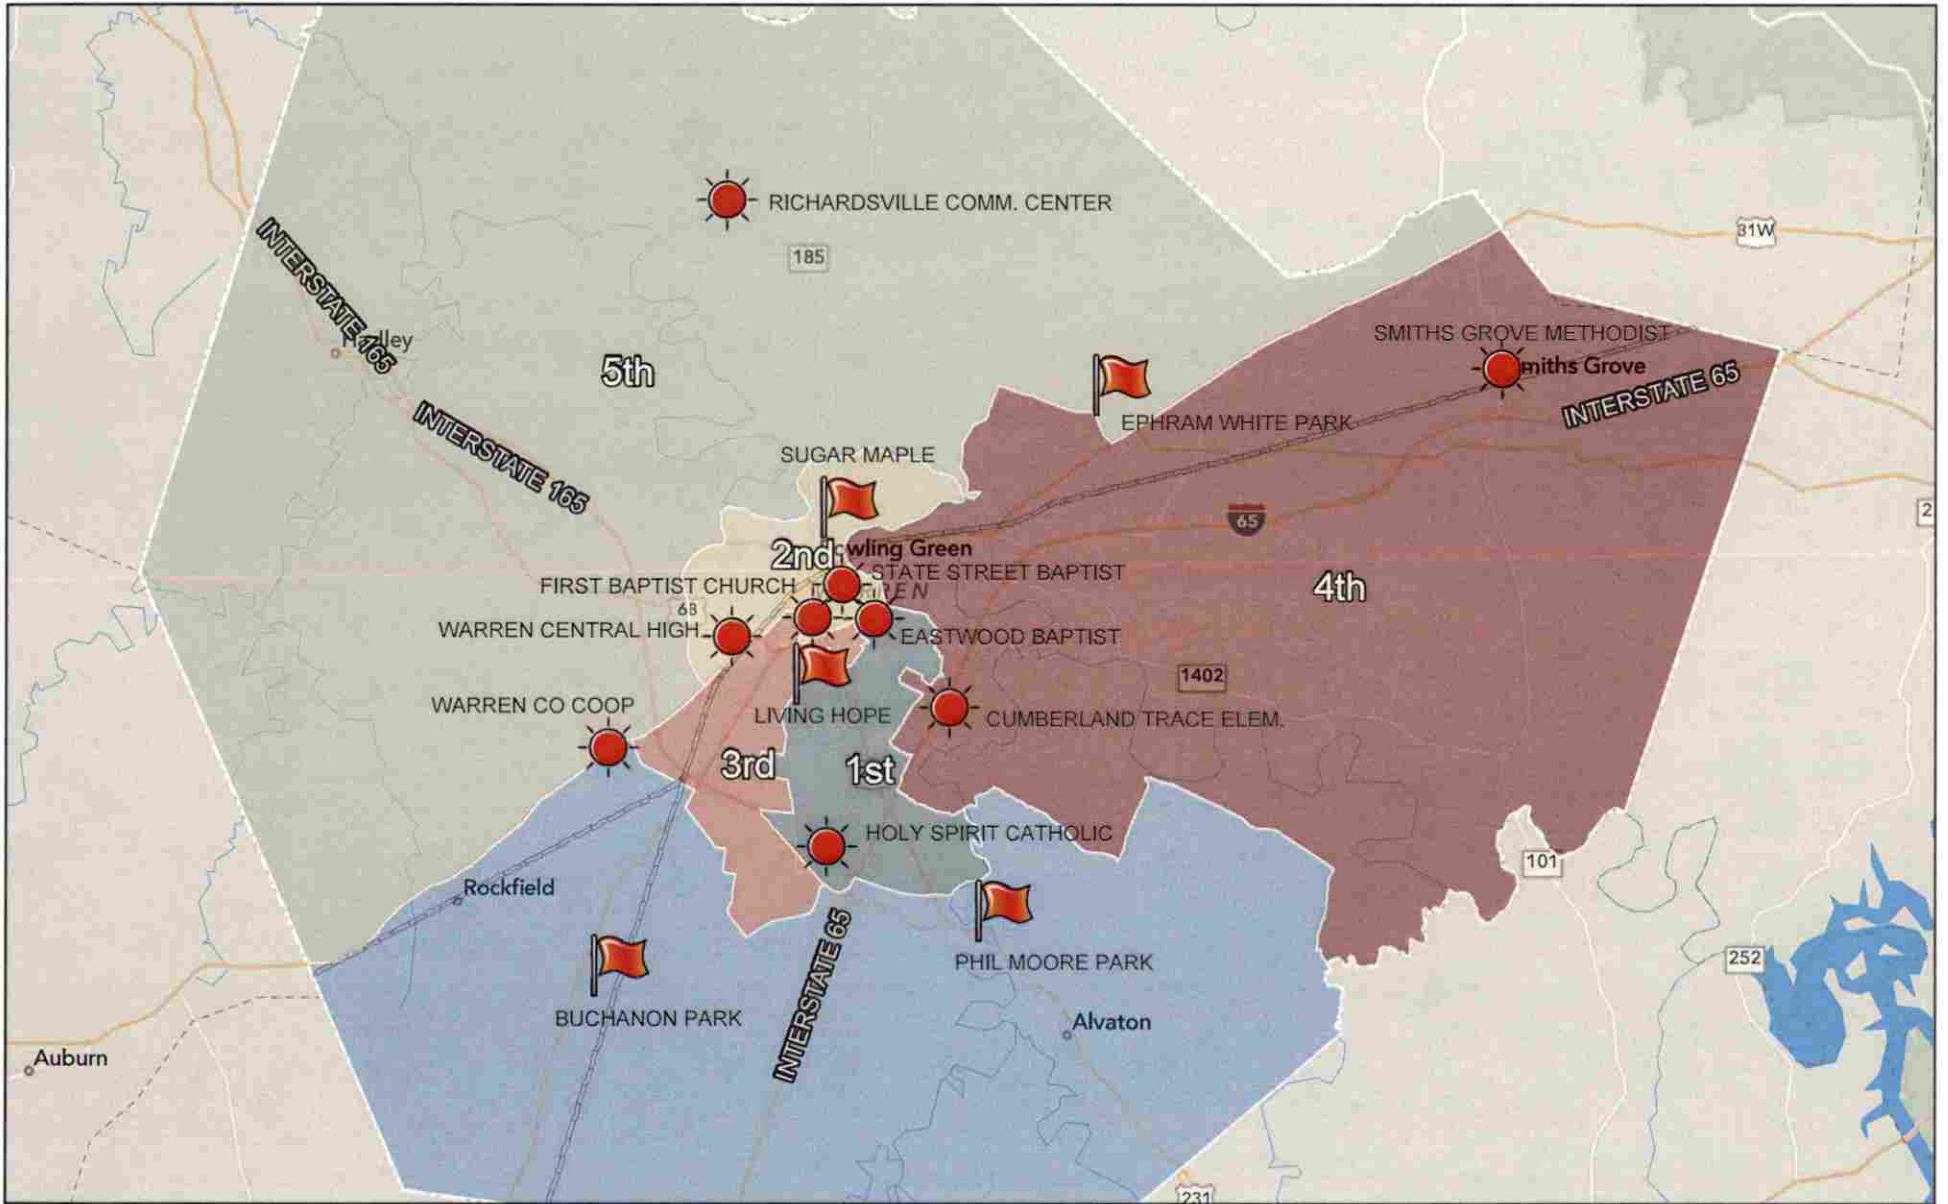 RICHARDSVILLE COMM. CENTER
31W
185
INTERSTATE 165
SMITHS GROVE METHODIST
miths Grove
5th
INTERSTATE 65
EPHRAM WHITE PARK
INTERSTATE 165
SUGAR MAPLE
65
2
2nd
wling Green
STATE STREET BAPTIST
FIRST BAPTIST CHURCH
4th
68
WARREN CENTRAL HIGH
EASTWOOD BAPTIST
1402
WARREN CO COOP
LIVING HOPE
CUMBERLAND TRACE ELEM.
3rd
1st
HOLY SPIRIT CATHOLIC
101
Rockfield
INTERSTATE 65
252
PHIL MOORE PARK
BUCHANON PARK
Alvaton
Auburn
231